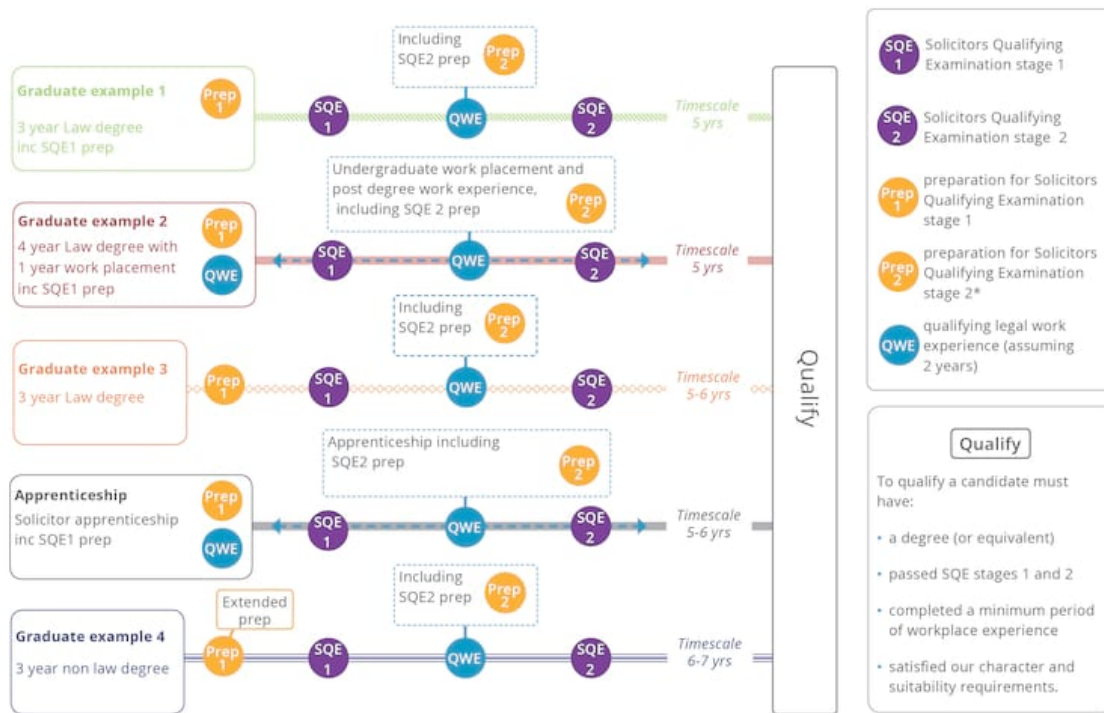 Including
SQE2 prep
Prep
2
Graduate example 1
Prep
1
3 year Law degree
inc SQE1 prep
SQE
1
QWE
SQE
2
Timescale
5 yrs
Undergraduate work placement and
post degree work experience,
including SQE 2 prep
Prep
2
Graduate example 2
Prep
1
4 year Law degree with
1 year work placement
inc SQE1 prep
QWE
SQE
1
QWE
SQE
2
Timescale
5 yrs
Including
SQE2 prep
Prep
2
Graduate example 3
3 year Law degree
Prep
1
SQE
1
QWE
SQE
2
Timescale
5-6 yrs
Apprenticeship including
SQE2 prep
Prep
2
Apprenticeship
Prep
1
Solicitor apprenticeship
inc SQE1 prep
QWE
SQE
1
QWE
SQE
2
Timescale
5-6 yrs
Including
SQE2 prep
Prep
2
Extended
prep
Graduate example 4
3 year non law degree
Prep
1
SQE
1
QWE
SQE
2
Timescale
6-7 yrs
Qualify
SQE
1
Solicitors Qualifying
Examination stage 1
SQE
2
Solicitors Qualifying
Examination stage 2
Prep
1
preparation for Solicitors
Qualifying Examination
stage 1
Prep
2
preparation for Solicitors
Qualifying Examination
stage 2*
QWE
qualifying legal work
experience (assuming
2 years)
Qualify
To qualify a candidate must
have:
• a degree (or equivalent)
• passed SQE stages 1 and 2
• completed a minimum period
of workplace experience
• satisfied our character and
suitability requirements.